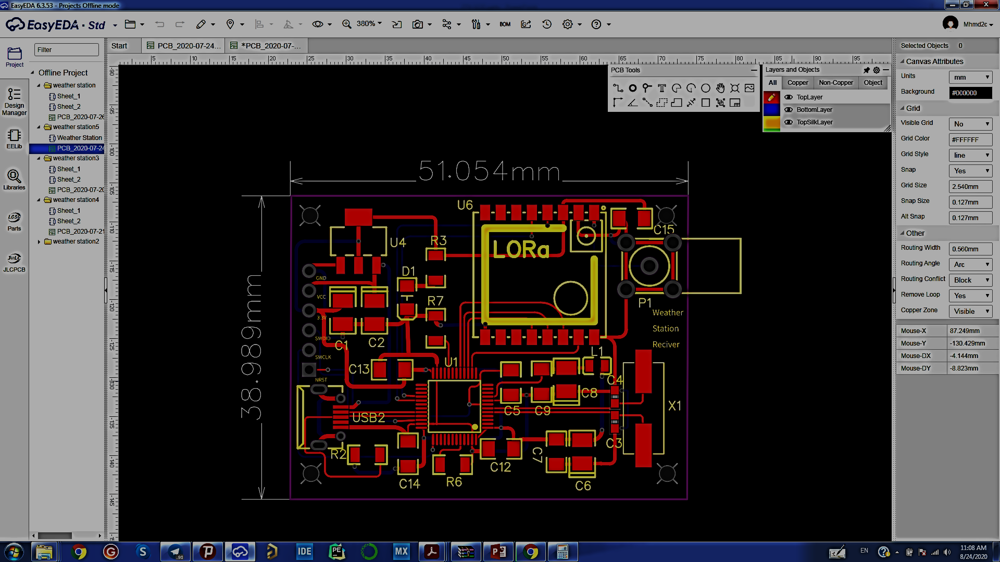 EasyEDA 6.3.53 - Projects Offline mode
EasyEDA · Std
380%
BOM
Mhmd2c
Project
Design Manager
EELib
Libraries
LCSC
Parts
JLCPCB
Filter
Offline Project
weather station
Sheet_1
Sheet_2
PCB_2020-07-26
weather station5
Weather Station
PCB_2020-07-24
weather station3
Sheet_1
Sheet_2
PCB_2020-07-20
weather station4
Sheet_1
Sheet_2
PCB_2020-07-21
weather station2
Start
PCB_2020-07-24...
*PCB_2020-07-...
5 10 15 20 25 30 35 40 45 50 55 60 65 70 75 80 85 90 95
-90
-95
-100
-105
-110
-115
-120
-125
-130
-135
-140
-145
PCB Tools
Layers and Objects
All Copper Non-Copper Object
TopLayer
BottomLayer
TopSilkLayer
51.054mm
38.989mm
U6
C15
U4
R3
LORa
D1
GND
VCC
R7
P1
3.3V
Weather
Station
Reciver
SWDIO
C1
C2
SWCLK
L1
C13
U1
NRST
C4
C8
C5
C9
X1
USB2
C3
R2
C7
C12
C14
R6
C6
Selected Objects 0
Canvas Attributes
Units mm
Background #000000
Grid
Visible Grid No
Grid Color #FFFFFF
Grid Style line
Snap Yes
Grid Size 2.540mm
Snap Size 0.127mm
Alt Snap 0.127mm
Other
Routing Width 0.560mm
Routing Angle Arc
Routing Conflict Block
Remove Loop Yes
Copper Zone Visible
Mouse-X 87.249mm
Mouse-Y -130.429mm
Mouse-DX -4.144mm
Mouse-DY -8.823mm
IDE
PE
MX
EN
11:08 AM
8/24/2020